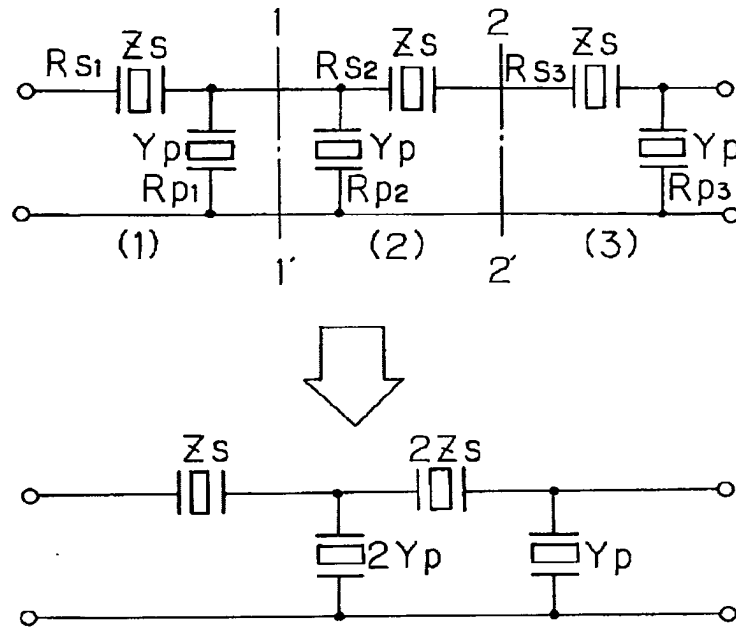 1
2
Rs1
Zs
Rs2
Zs
Rs3
Zs
Yp
Yp
Yp
Rp1
Rp2
Rp3
(1)
(2)
(3)
1'
2'
Zs
2Zs
2Yp
Yp